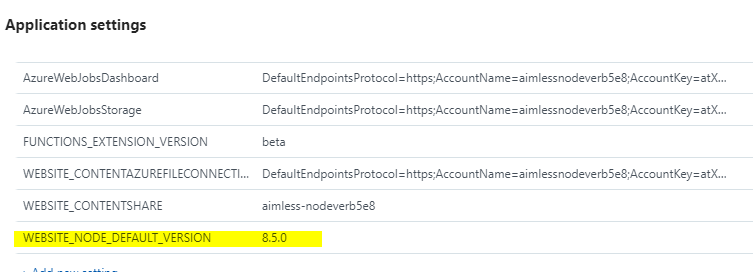 Application settings
AzureWebJobsDashboard DefaultEndpointsProtocol=https;AccountName=aimlessnodeverb5e8;AccountKey=atX...
AzureWebJobsStorage DefaultEndpointsProtocol=https;AccountName=aimlessnodeverb5e8;AccountKey=atX...
FUNCTIONS_EXTENSION_VERSION beta
WEBSITE_CONTENTAZUREFILECONNECTI... DefaultEndpointsProtocol=https;AccountName=aimlessnodeverb5e8;AccountKey=atX...
WEBSITE_CONTENTSHARE aimless-nodeverb5e8
WEBSITE_NODE_DEFAULT_VERSION 8.5.0
+ Add new setting